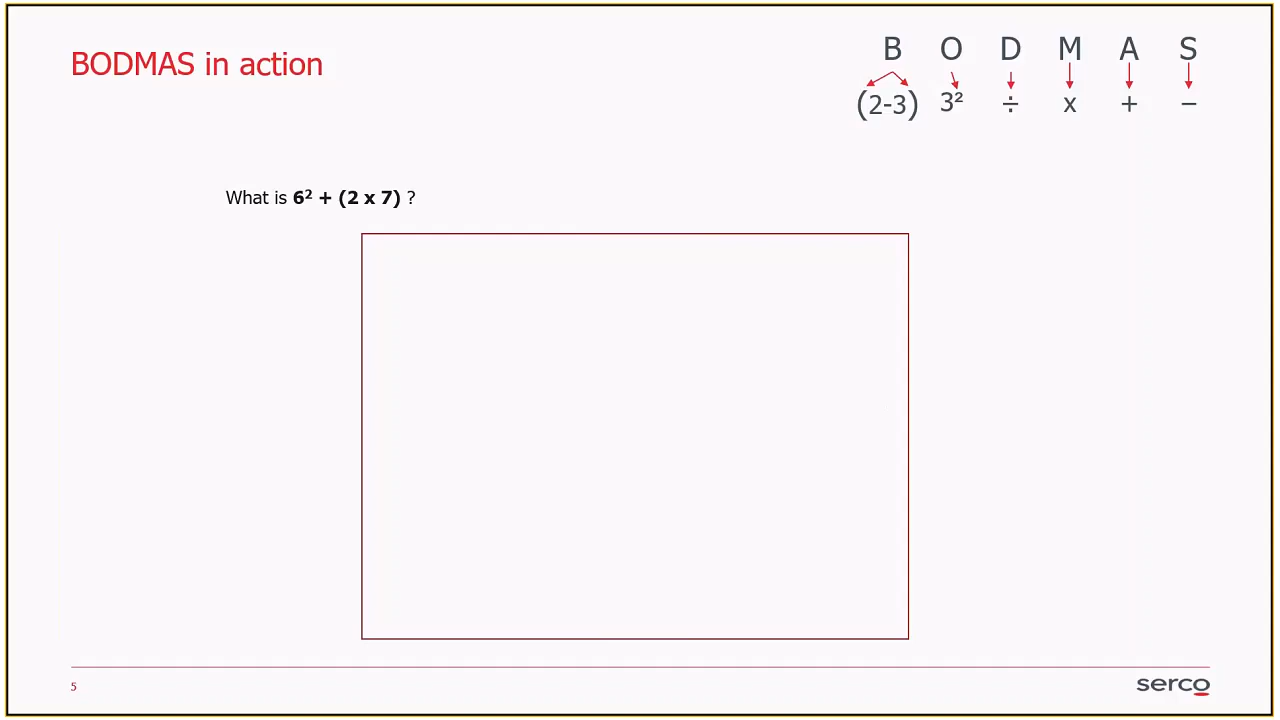 BODMAS in action
B O D M A S
(2-3) 3² ÷ x + −
What is 6² + (2 x 7) ?
5
serco